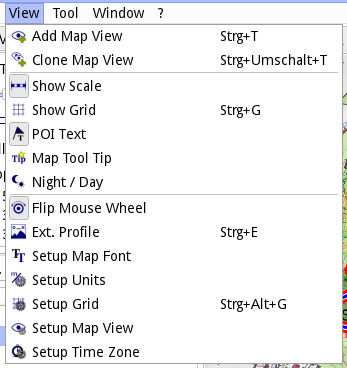 View Tool Window ?
Add Map View Strg+T
Clone Map View Strg+Umschalt+T
Show Scale
Show Grid Strg+G
POI Text
Map Tool Tip
Night / Day
Flip Mouse Wheel
Ext. Profile Strg+E
Setup Map Font
Setup Units
Setup Grid Strg+Alt+G
Setup Map View
Setup Time Zone